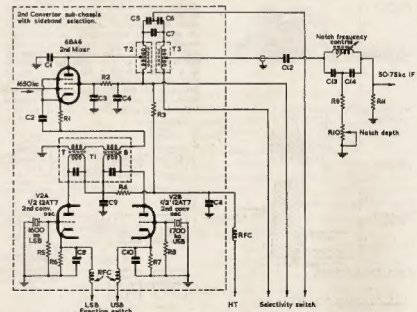 2nd Convertor sub-chassis
with sideband selection.
6BA6
2nd Mixer
C5
C6
C7
T2
T3
C1
R2
1650kc
C3
C4
C2
R1
R3
C12
Notch frequency
control
C13
C14
R9
R11
50-75kc IF
R10
Notch depth
T
T1
B
R4
V2A
1/2 12AT7
2nd conv.
osc
C9
V2B
1/2 12AT7
2nd conv.
osc
C4
1600
kc
LSB
R5
R6
C8
RFC
C10
R7
R8
1700
kc
USB
RFC
LSB
USB
Function switch
HT
Selectivity switch